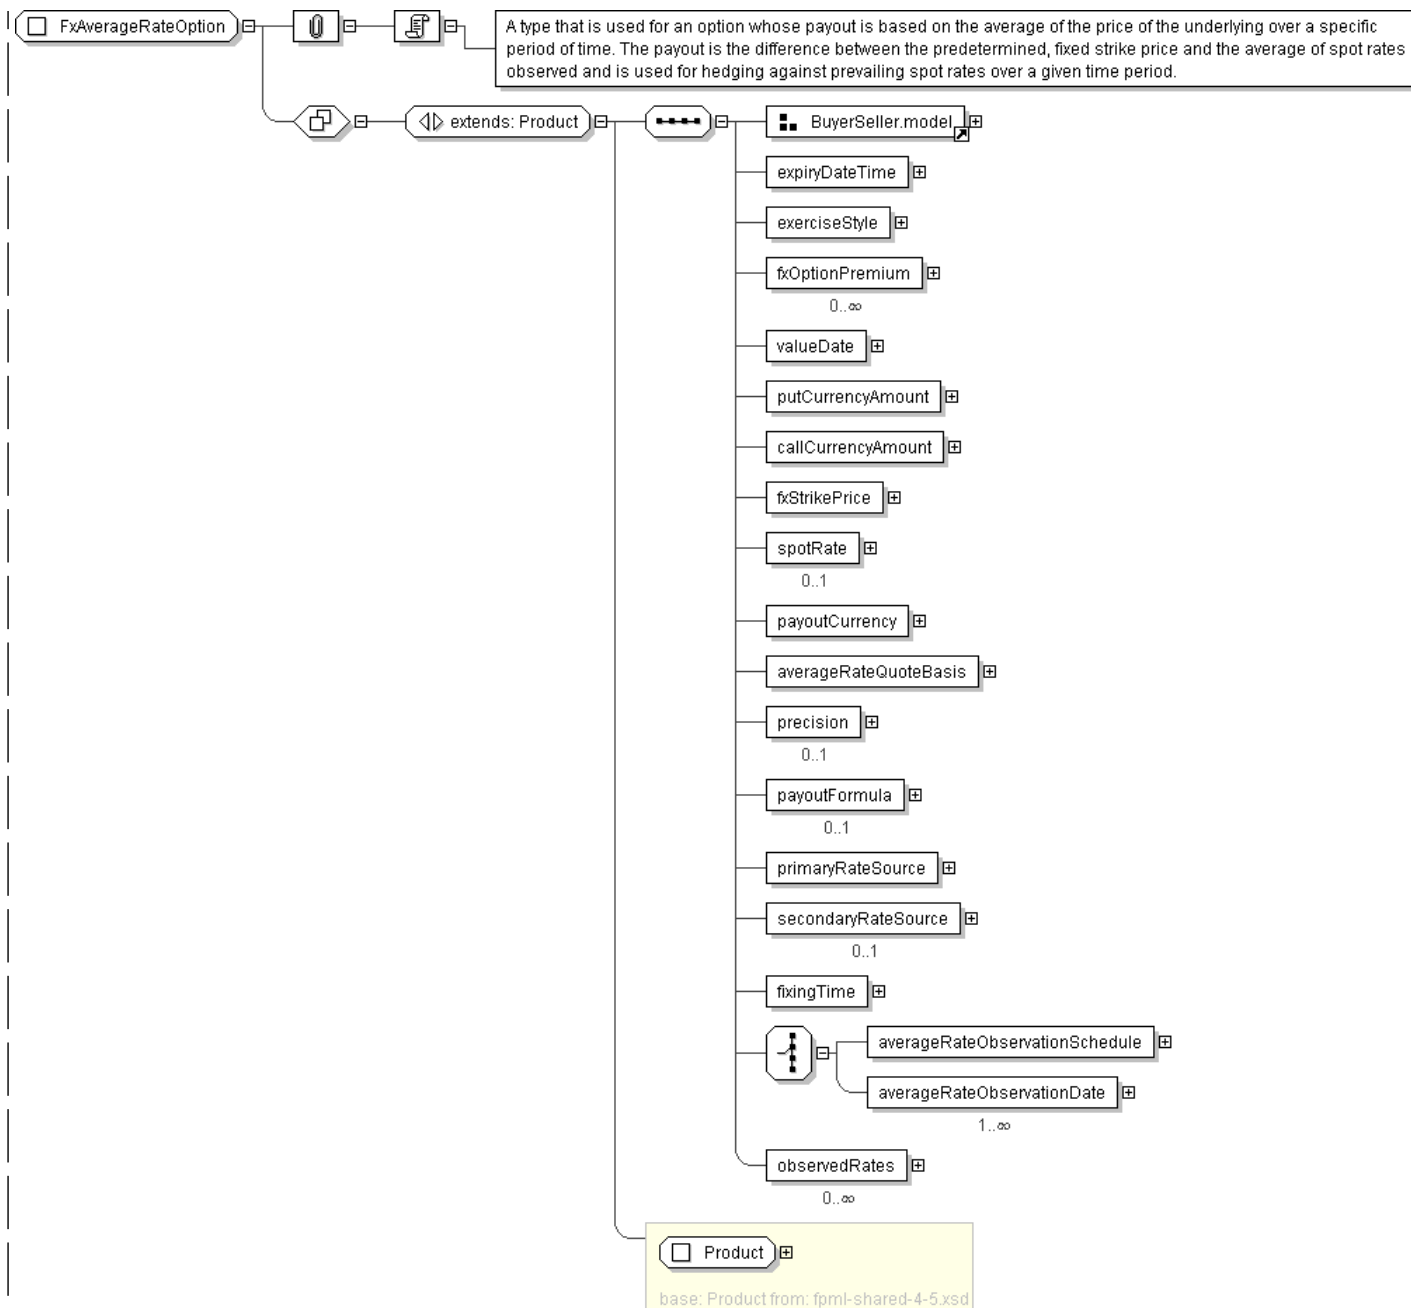 FxAverageRateOption
A type that is used for an option whose payout is based on the average of the price of the underlying over a specific
period of time. The payout is the difference between the predetermined, fixed strike price and the average of spot rates
observed and is used for hedging against prevailing spot rates over a given time period.
extends: Product
BuyerSeller.model
expiryDateTime
exerciseStyle
fxOptionPremium
0..∞
valueDate
putCurrencyAmount
callCurrencyAmount
fxStrikePrice
spotRate
0..1
payoutCurrency
averageRateQuoteBasis
precision
0..1
payoutFormula
0..1
primaryRateSource
secondaryRateSource
0..1
fixingTime
averageRateObservationSchedule
averageRateObservationDate
1..∞
observedRates
0..∞
Product
base: Product from: fpml-shared-4-5.xsd